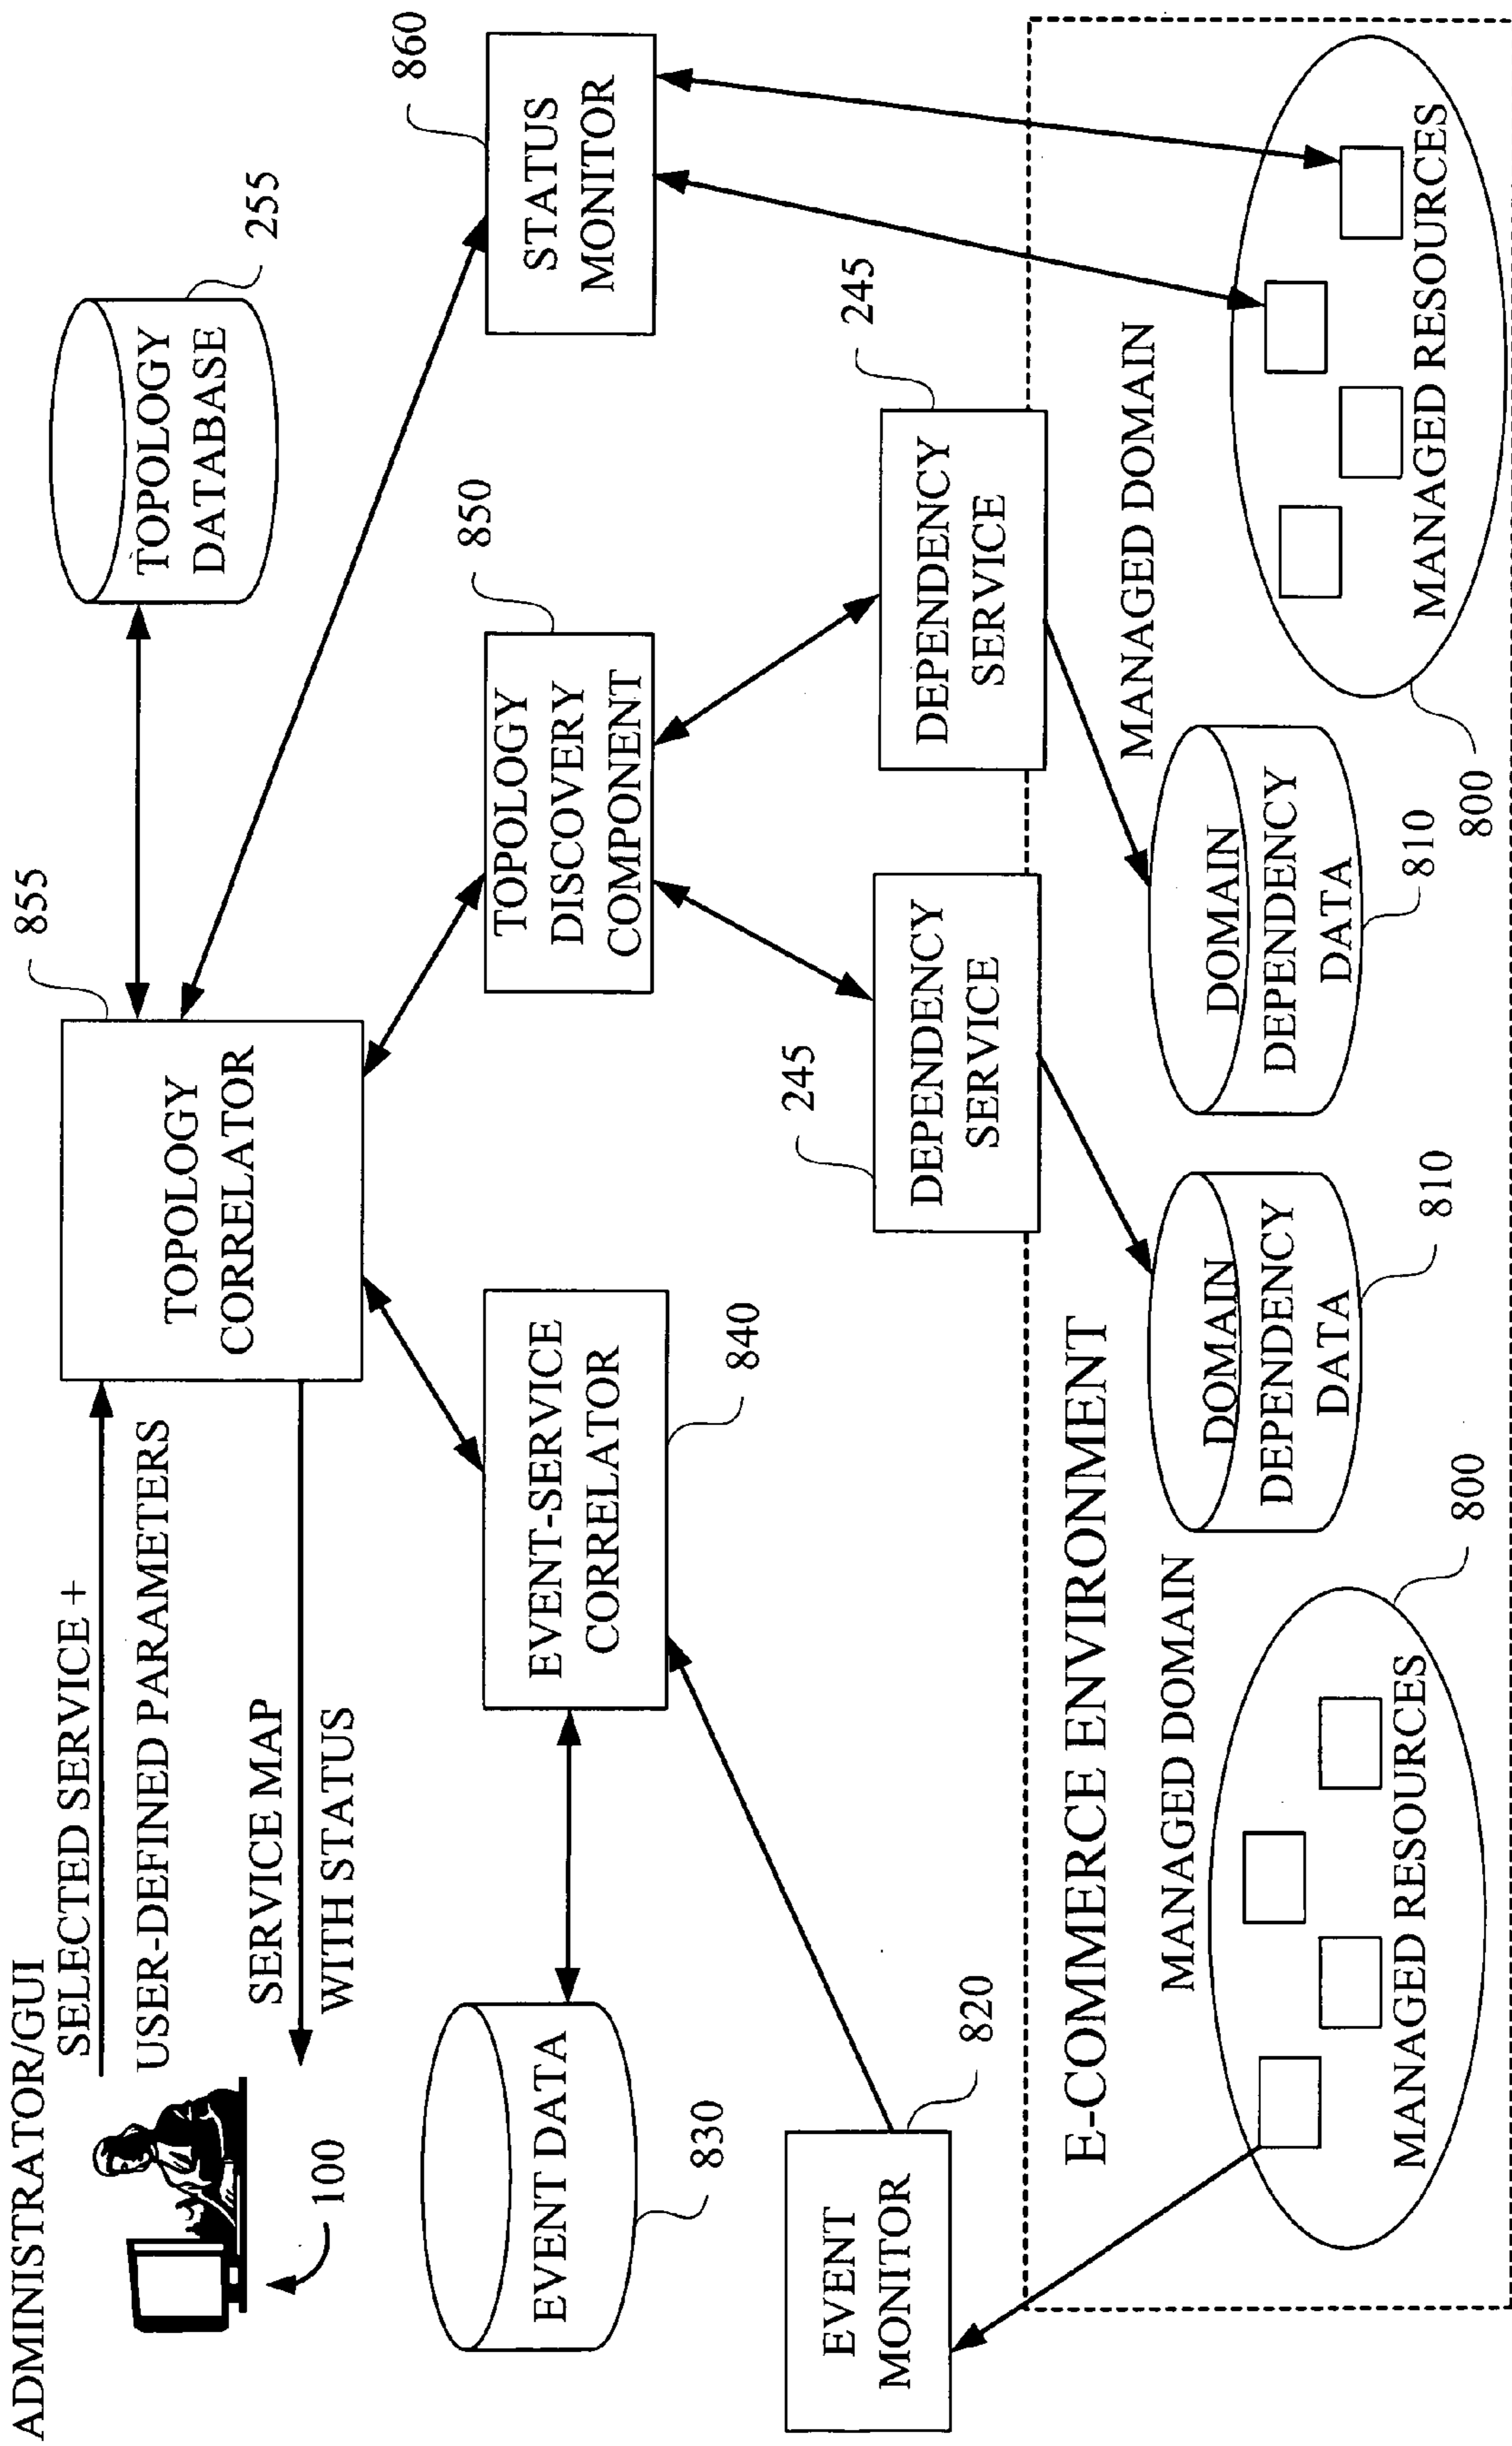 ADMINISTRATOR/GUI
SELECTED SERVICE +
USER-DEFINED PARAMETERS
SERVICE MAP
WITH STATUS
100
TOPOLOGY
CORRELATOR
855
TOPOLOGY
DATABASE
255
EVENT DATA
830
EVENT-SERVICE
CORRELATOR
840
TOPOLOGY
DISCOVERY
COMPONENT
850
STATUS
MONITOR
860
EVENT
MONITOR
820
DEPENDENCY
SERVICE
245
DEPENDENCY
SERVICE
245
E-COMMERCE ENVIRONMENT
MANAGED DOMAIN
MANAGED RESOURCES
800
DOMAIN
DEPENDENCY
DATA
810
DOMAIN
DEPENDENCY
DATA
810
MANAGED DOMAIN
MANAGED RESOURCES
800